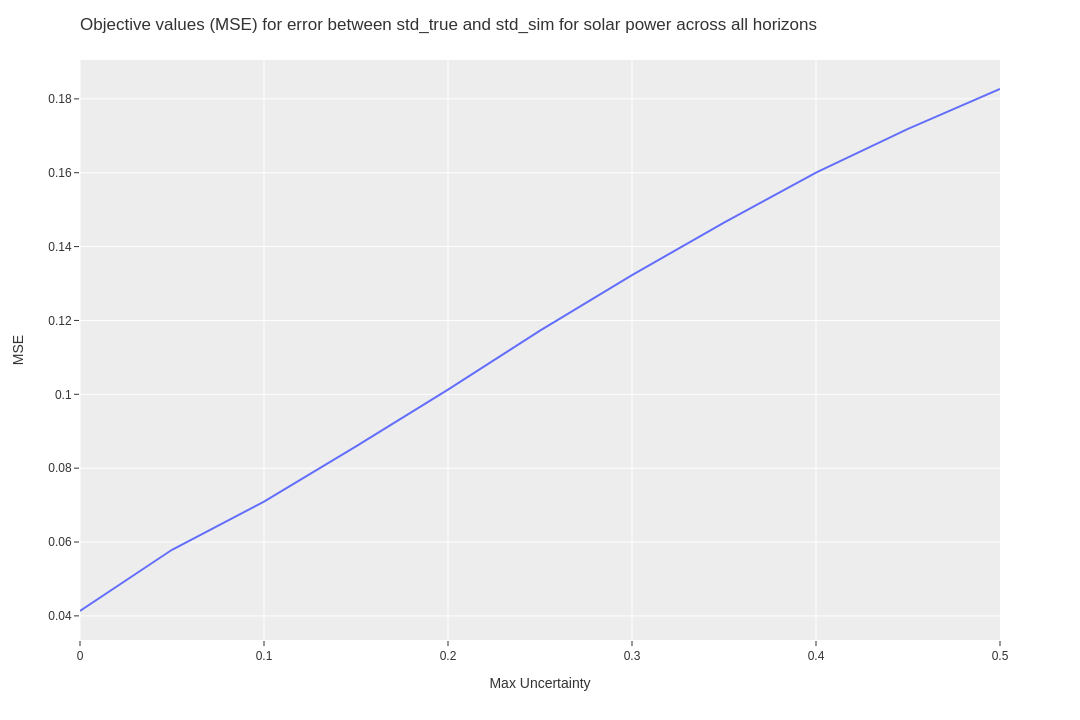 Objective values (MSE) for error between std_true and std_sim for solar power across all horizons
0.18
0.16
0.14
0.12
0.1
0.08
0.06
0.04
MSE
0 0.1 0.2 0.3 0.4 0.5
Max Uncertainty